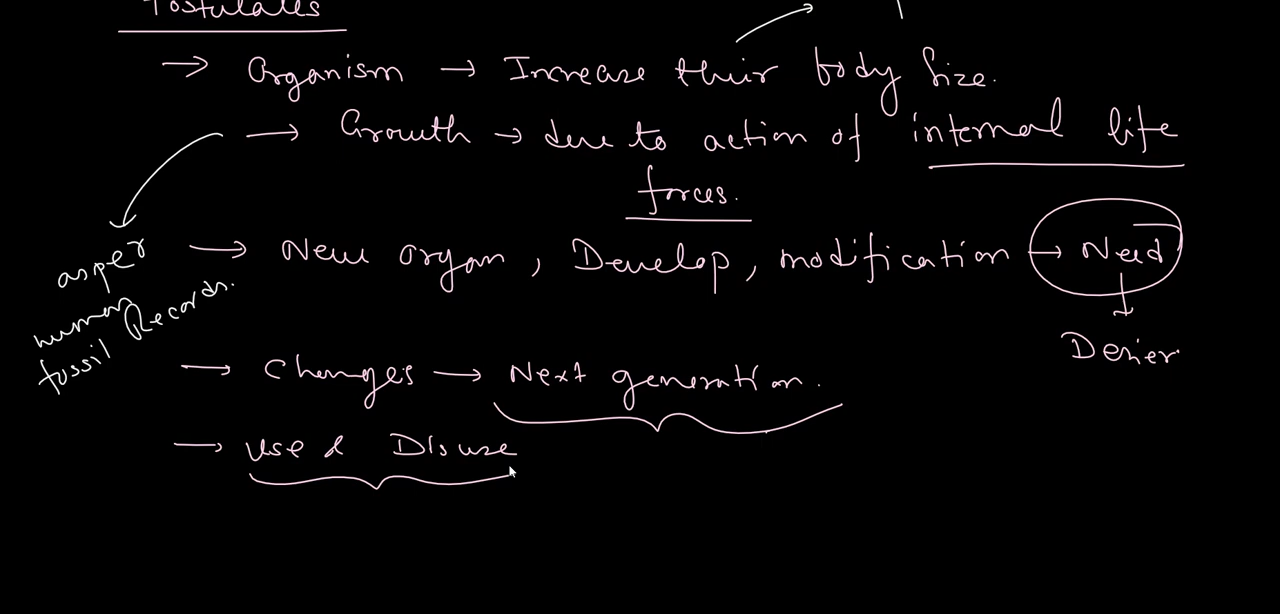 Postulates
→ Organism → Increase their body size.
→ Growth → due to action of internal life
forces.
→ New organ, Develop, modification → Need
as per
human
fossil Records.
Desier
→ Changes → Next generation.
→ Use & Disuse